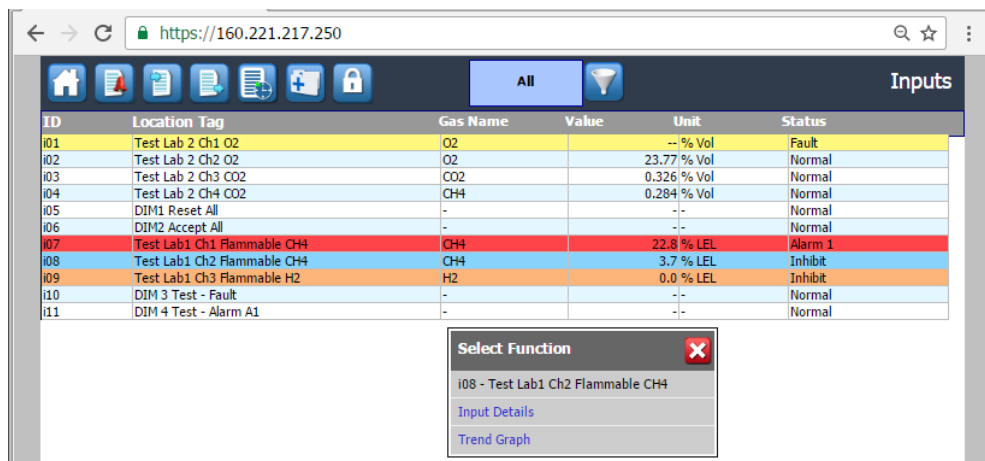 https://160.221.217.250
All
Inputs
ID Location Tag Gas Name Value Unit Status
i01 Test Lab 2 Ch1 O2 O2 -- % Vol Fault
i02 Test Lab 2 Ch2 O2 O2 23.77 % Vol Normal
i03 Test Lab 2 Ch3 CO2 CO2 0.326 % Vol Normal
i04 Test Lab 2 Ch4 CO2 CH4 0.284 % Vol Normal
i05 DIM1 Reset All - - - Normal
i06 DIM2 Accept All - - - Normal
i07 Test Lab1 Ch1 Flammable CH4 CH4 22.8 % LEL Alarm 1
i08 Test Lab1 Ch2 Flammable CH4 CH4 3.7 % LEL Inhibit
i09 Test Lab1 Ch3 Flammable H2 H2 0.0 % LEL Inhibit
i10 DIM 3 Test - Fault - - - Normal
i11 DIM 4 Test - Alarm A1 - - - Normal
Select Function
i08 - Test Lab1 Ch2 Flammable CH4
Input Details
Trend Graph